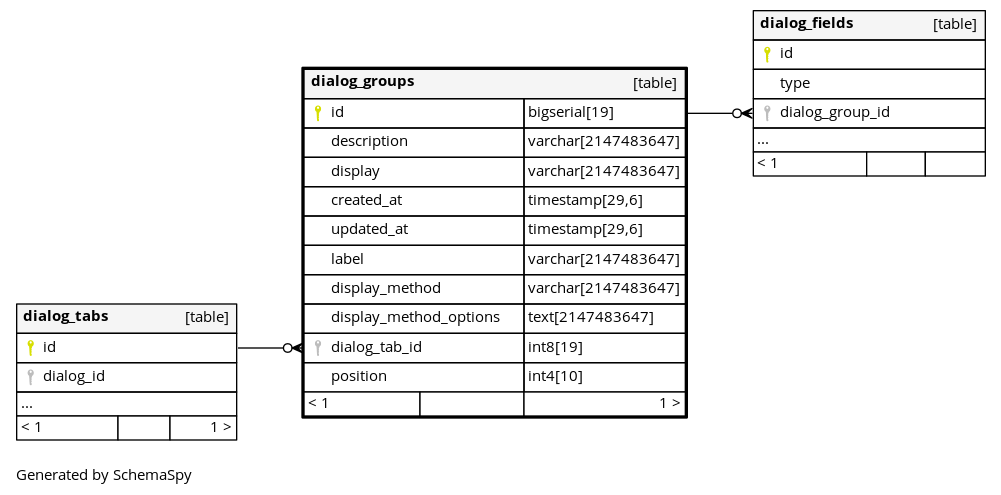 dialog_fields [table]
id
type
dialog_group_id
...
< 1
dialog_groups [table]
id bigserial[19]
description varchar[2147483647]
display varchar[2147483647]
created_at timestamp[29,6]
updated_at timestamp[29,6]
label varchar[2147483647]
display_method varchar[2147483647]
display_method_options text[2147483647]
dialog_tab_id int8[19]
position int4[10]
< 1 1 >
dialog_tabs [table]
id
dialog_id
...
< 1 1 >
Generated by SchemaSpy